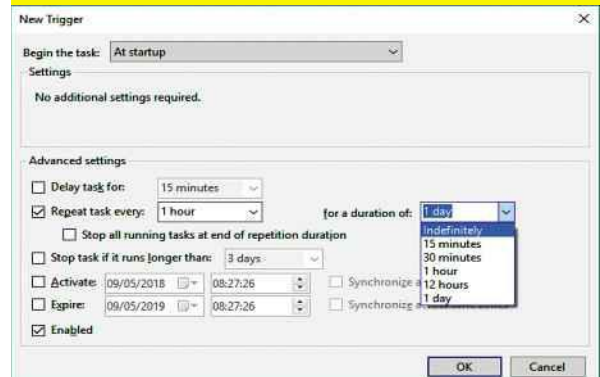 New Trigger
Begin the task: At startup
Settings
No additional settings required.
Advanced settings
Delay task for: 15 minutes
Repeat task every: 1 hour for a duration of: 1 day
Indefinitely
15 minutes
30 minutes
1 hour
12 hours
1 day
Stop all running tasks at end of repetition duration
Stop task if it runs longer than: 3 days
Activate: 09/05/2018 08:27:26 Synchronize
Expire: 09/05/2019 08:27:26 Synchronize
Enabled
OK Cancel